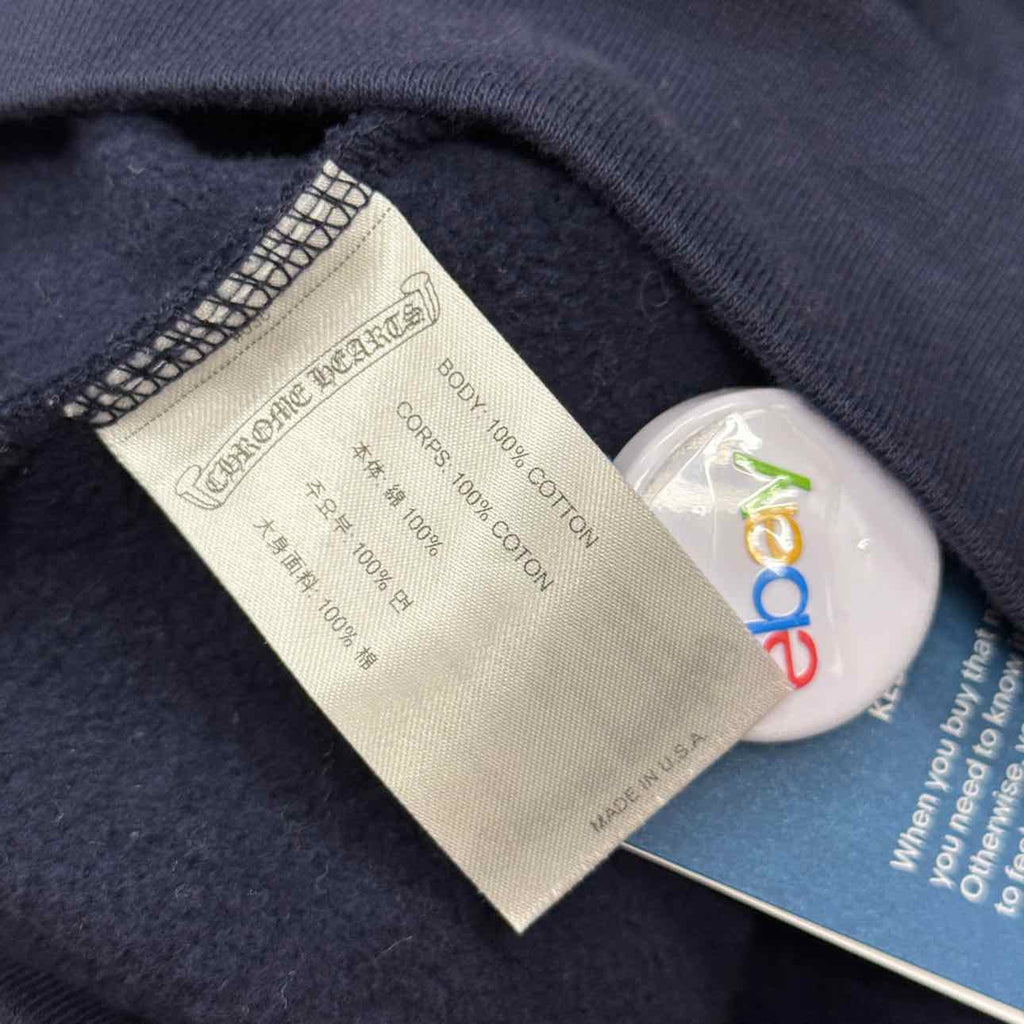 CHROME HEARTS
BODY: 100% COTTON
CORPS: 100% COTON
本体 綿 100%
주요부: 100% 면
大身面料: 100% 棉
MADE IN U.S.A
ebay
When you buy that
you need to know
Otherwise,
to